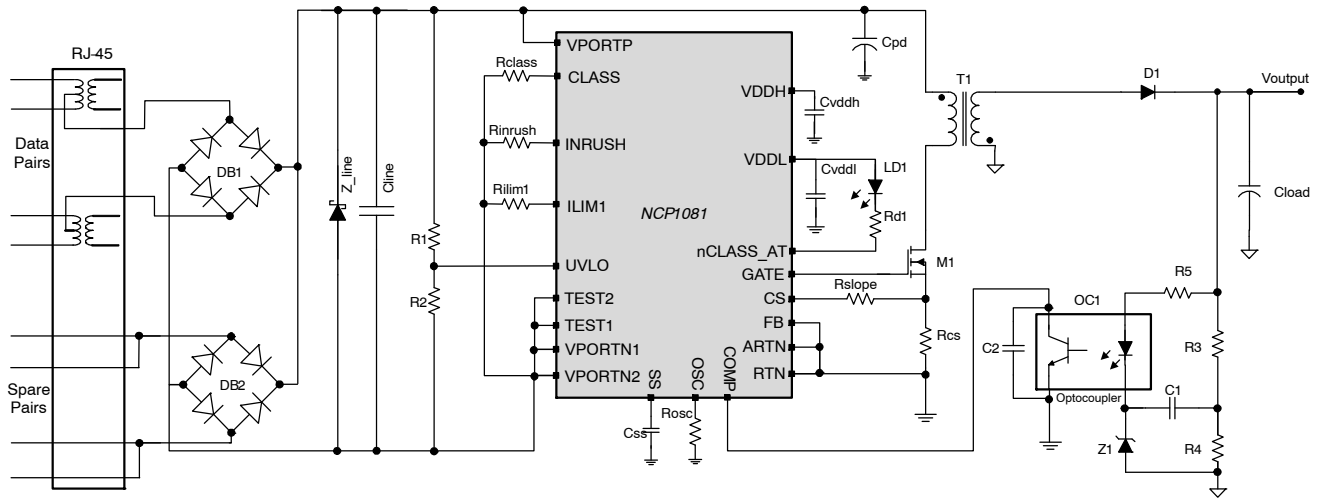 RJ-45
Data
Pairs
Spare
Pairs
DB1
DB2
Z_line
Cline
R1
R2
Rclass
Rinrush
Rilim1
VPORTP
CLASS
INRUSH
ILIM1
UVLO
TEST2
TEST1
VPORTN1
VPORTN2
NCP1081
SS
OSC
COMP
VDDH
VDDL
nCLASS_AT
GATE
CS
FB
ARTN
RTN
Css
Rosc
Cpd
Cvddh
Cvddl
LD1
Rd1
M1
Rslope
Rcs
T1
D1
Voutput
Cload
OC1
Optocoupler
C2
R5
R3
C1
Z1
R4